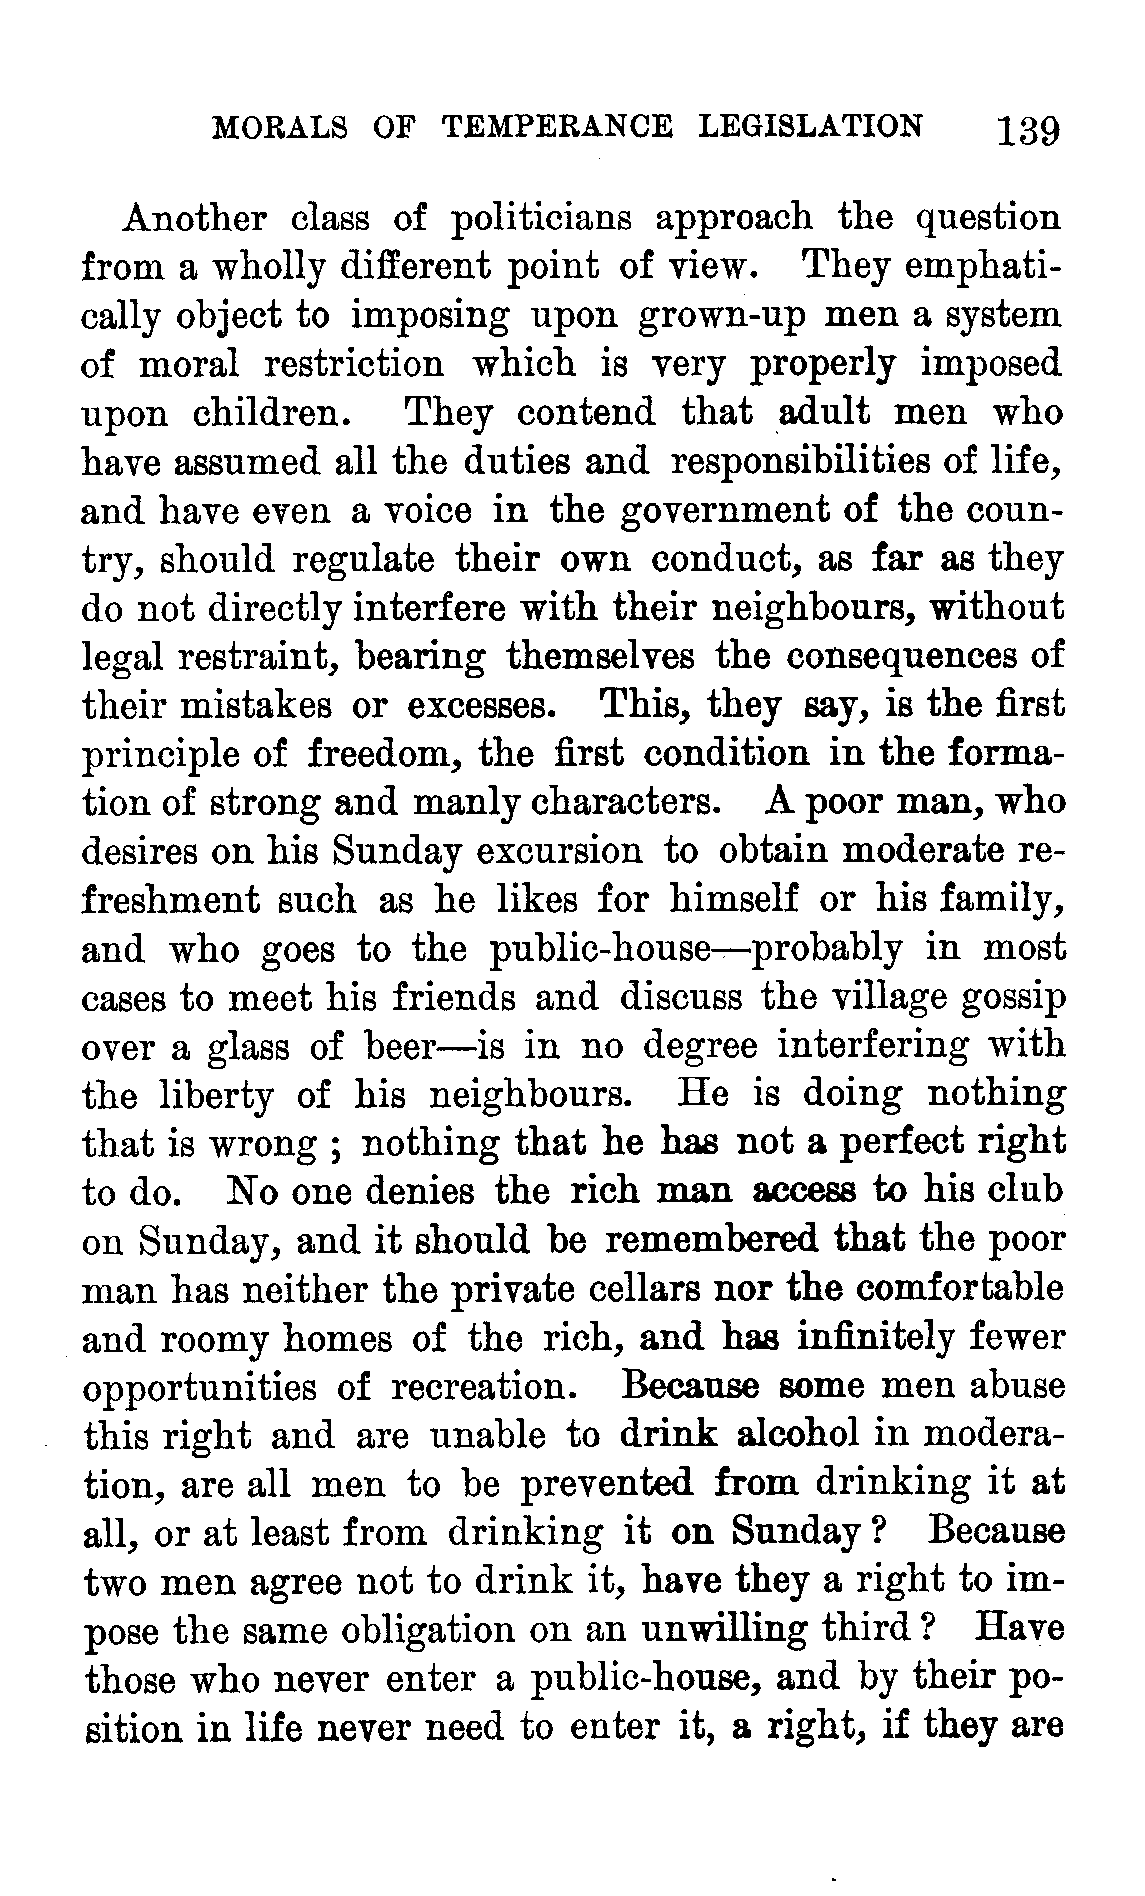 MORALS OF TEMPERANCE LEGISLATION 139
Another class of politicians approach the question
from a wholly different point of view. They emphati-
cally object to imposing upon grown-up men a system
of moral restriction which is very properly imposed
upon children. They contend that adult men who
have assumed all the duties and responsibilities of life,
and have even a voice in the government of the coun-
try, should regulate their own conduct, as far as they
do not directly interfere with their neighbours, without
legal restraint, bearing themselves the consequences of
their mistakes or excesses. This, they say, is the first
principle of freedom, the first condition in the forma-
tion of strong and manly characters. A poor man, who
desires on his Sunday excursion to obtain moderate re-
freshment such as he likes for himself or his family,
and who goes to the public-house—probably in most
cases to meet his friends and discuss the village gossip
over a glass of beer—is in no degree interfering with
the liberty of his neighbours. He is doing nothing
that is wrong ; nothing that he has not a perfect right
to do. No one denies the rich man access to his club
on Sunday, and it should be remembered that the poor
man has neither the private cellars nor the comfortable
and roomy homes of the rich, and has infinitely fewer
opportunities of recreation. Because some men abuse
this right and are unable to drink alcohol in modera-
tion, are all men to be prevented from drinking it at
all, or at least from drinking it on Sunday ? Because
two men agree not to drink it, have they a right to im-
pose the same obligation on an unwilling third ? Have
those who never enter a public-house, and by their po-
sition in life never need to enter it, a right, if they are